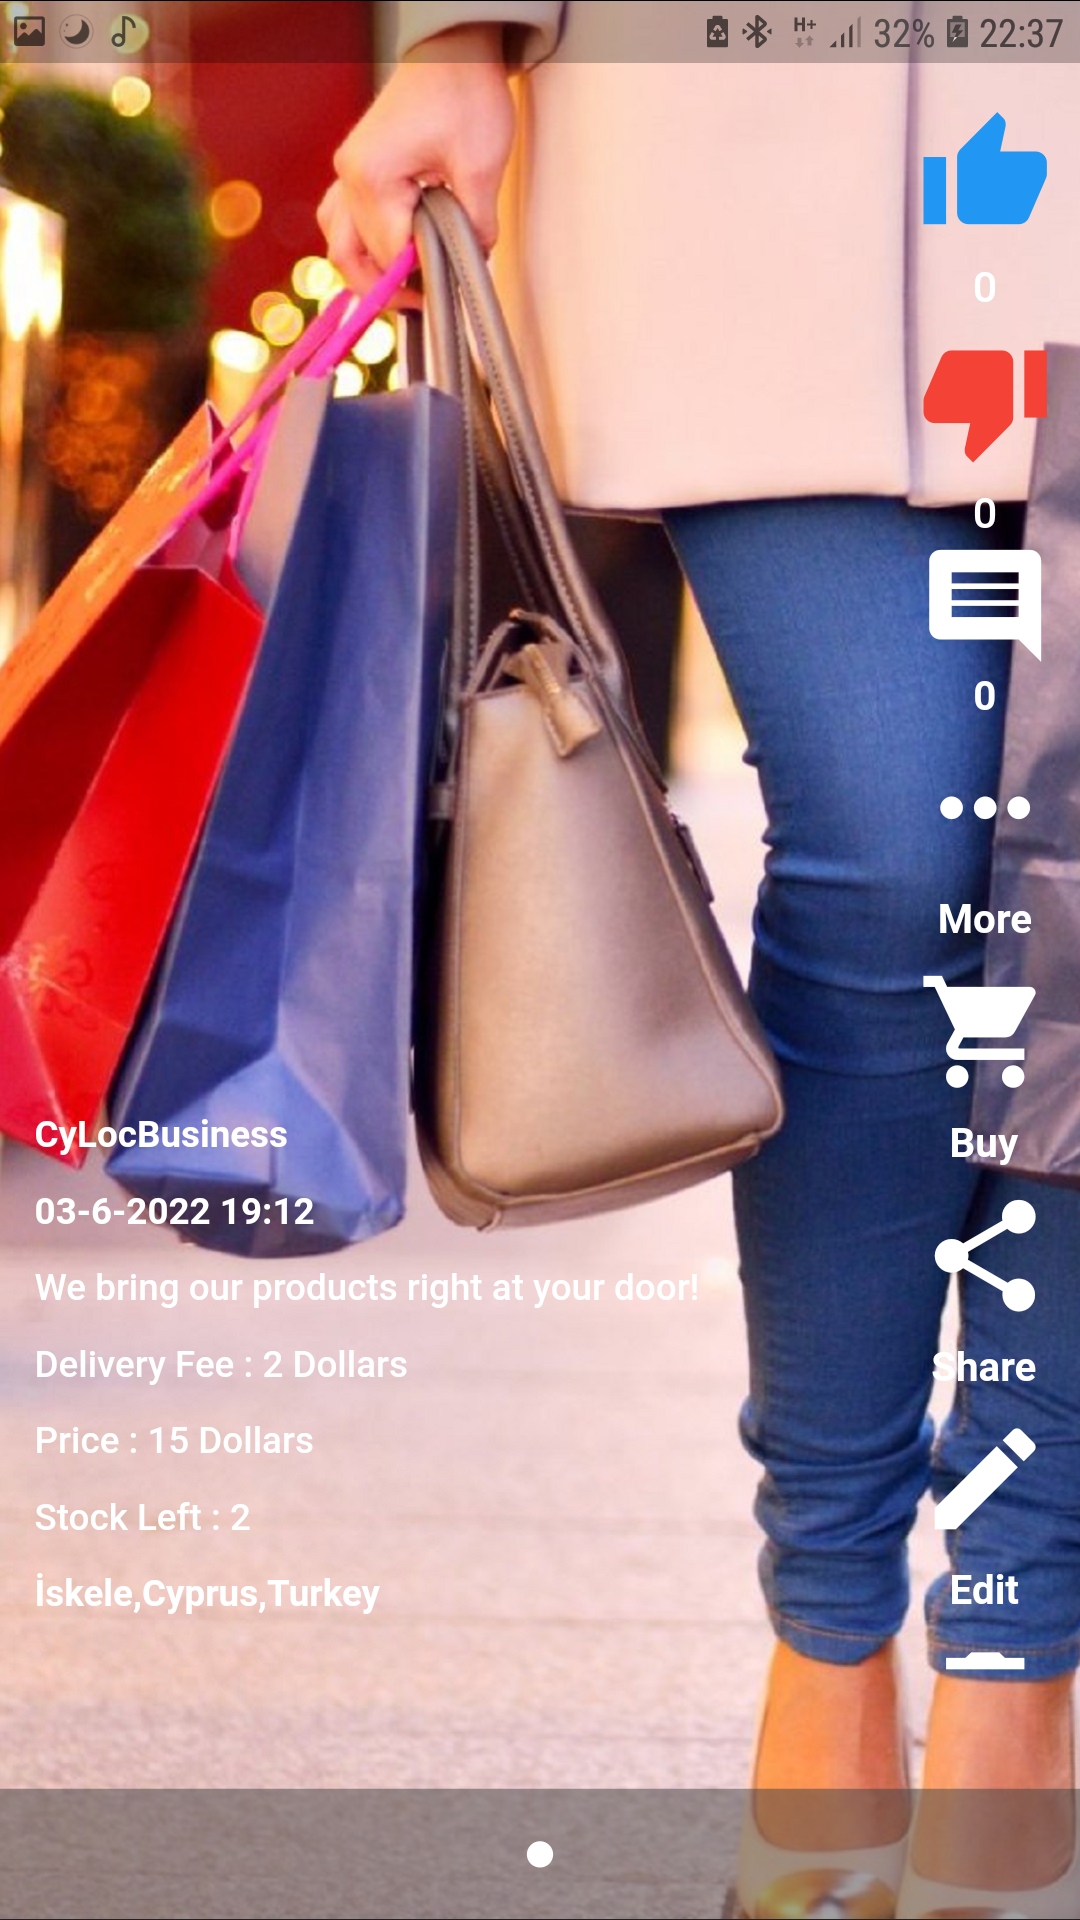 H+ 32% 22:37
0
0
0
More
Buy
Share
Edit
CyLocBusiness
03-6-2022 19:12
We bring our products right at your door!
Delivery Fee : 2 Dollars
Price : 15 Dollars
Stock Left : 2
İskele,Cyprus,Turkey